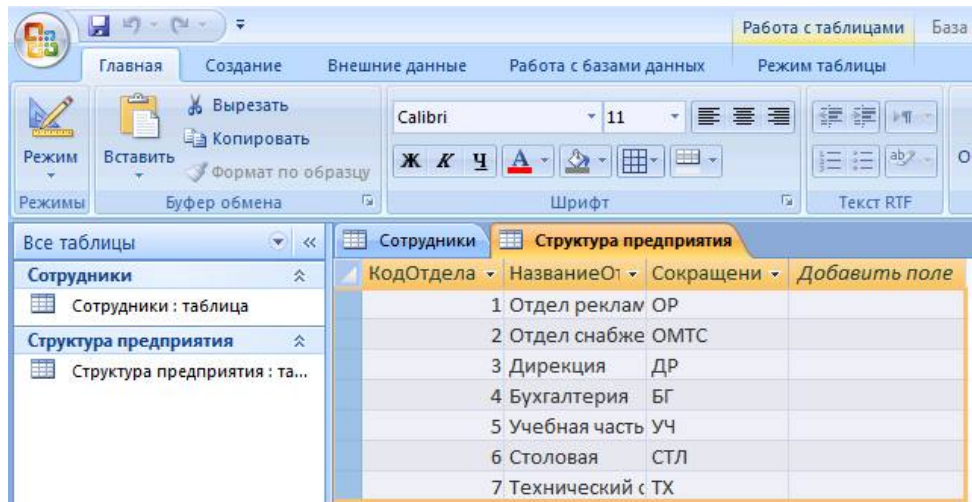 Работа с таблицами База
Главная Создание Внешние данные Работа с базами данных Режим таблицы
Режим Вставить Вырезать
Копировать
Формат по образцу
Calibri 11
Ж К Ч
О
Режимы Буфер обмена Шрифт Текст RTF
Все таблицы
Сотрудники Структура предприятия
Сотрудники
Сотрудники : таблица
Структура предприятия
Структура предприятия : та...
КодОтдела НазваниеОт Сокращени Добавить поле
1 Отдел реклам ОР
2 Отдел снабже ОМТС
3 Дирекция ДР
4 Бухгалтерия БГ
5 Учебная часть УЧ
6 Столовая СТЛ
7 Технический с ТХ